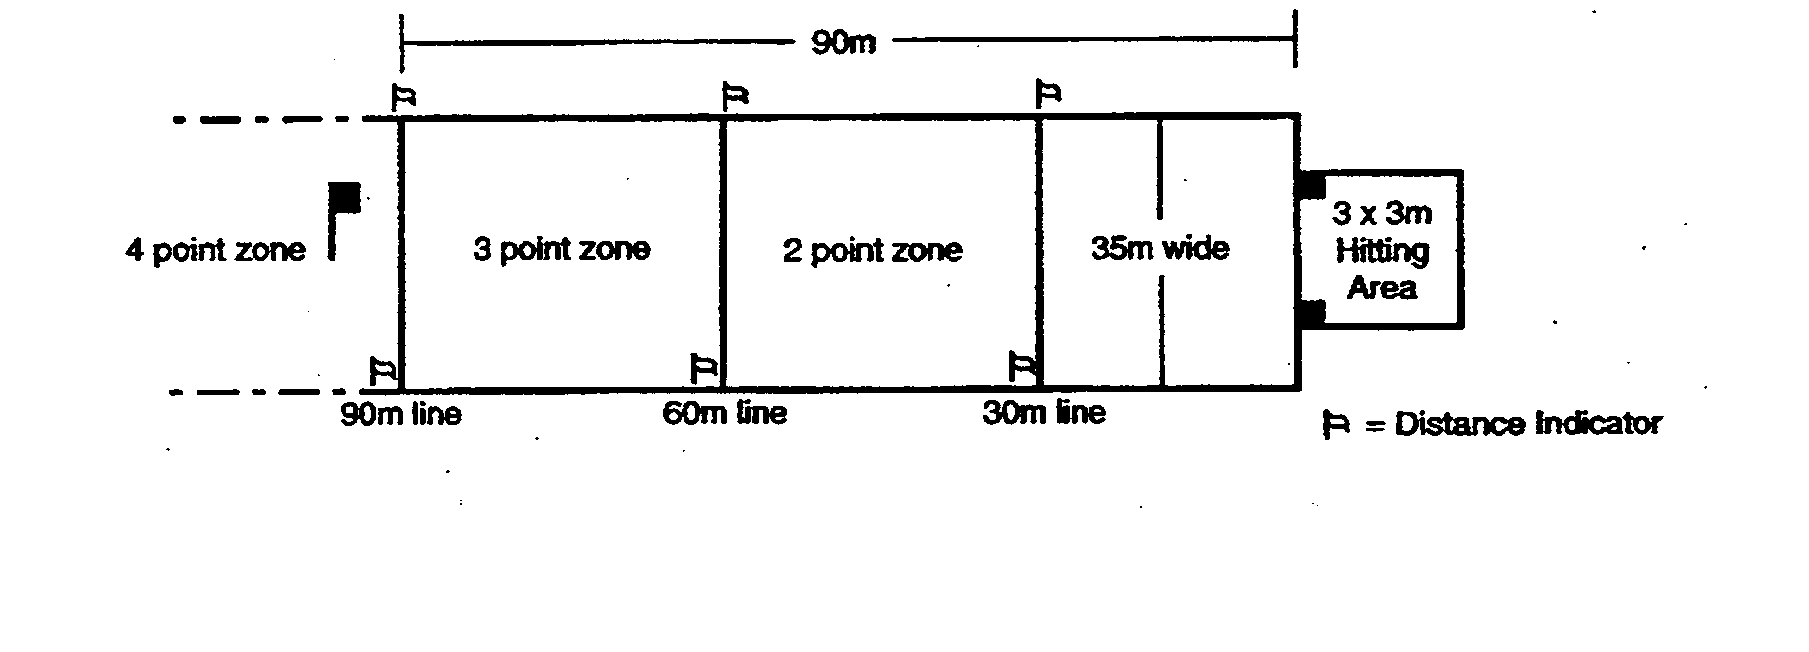 90m
4 point zone
3 point zone
2 point zone
35m wide
3 x 3m
Hitting
Area
90m line
60m line
30m line
= Distance Indicator